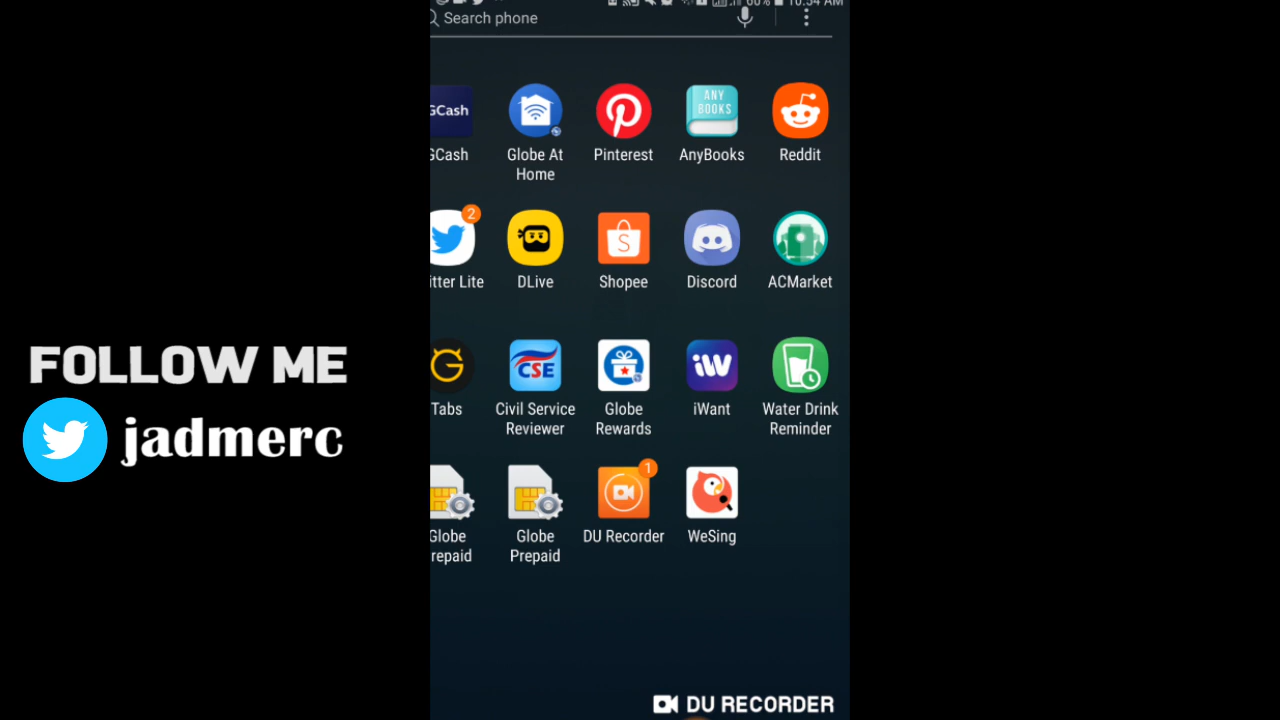 Search phone
GCash
ANY
BOOKS
GCash
Globe At
Home
Pinterest
AnyBooks
Reddit
2
S
itter Lite
DLive
Shopee
Discord
ACMarket
CSE
iW
Tabs
Civil Service
Reviewer
Globe
Rewards
iWant
Water Drink
Reminder
1
Globe
repaid
Globe
Prepaid
DU Recorder
WeSing
FOLLOW ME
jadmerc
DU RECORDER